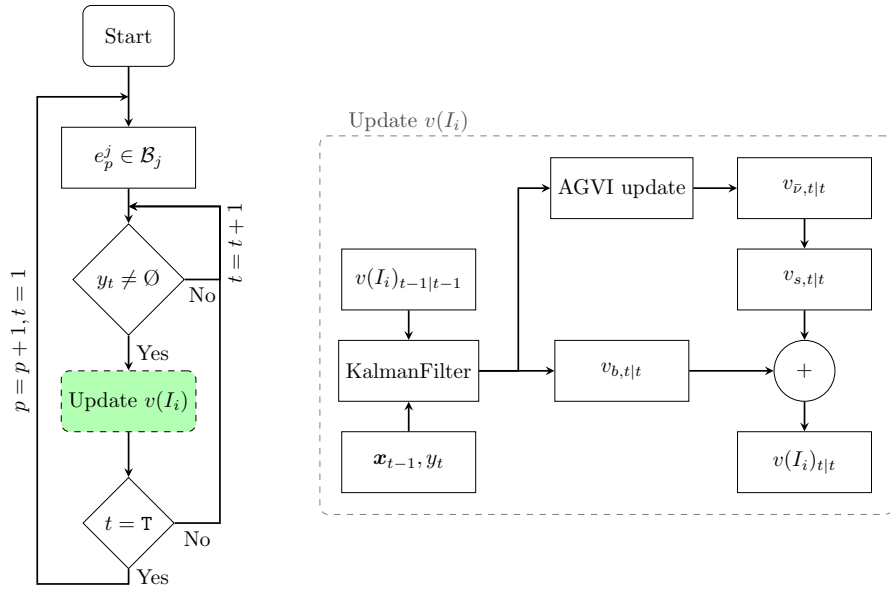 Start
e_p^j ∈ 𝓑_j
y_t ≠ Ø
No
Yes
Update v(I_i)
t = T
No
Yes
p = p + 1, t = 1
t = t + 1
Update v(I_i)
AGVI update
v_{ν̄,t|t}
v(I_i)_{t−1|t−1}
v_{s,t|t}
KalmanFilter
v_{b,t|t}
+
𝒙_{t−1}, y_t
v(I_i)_{t|t}